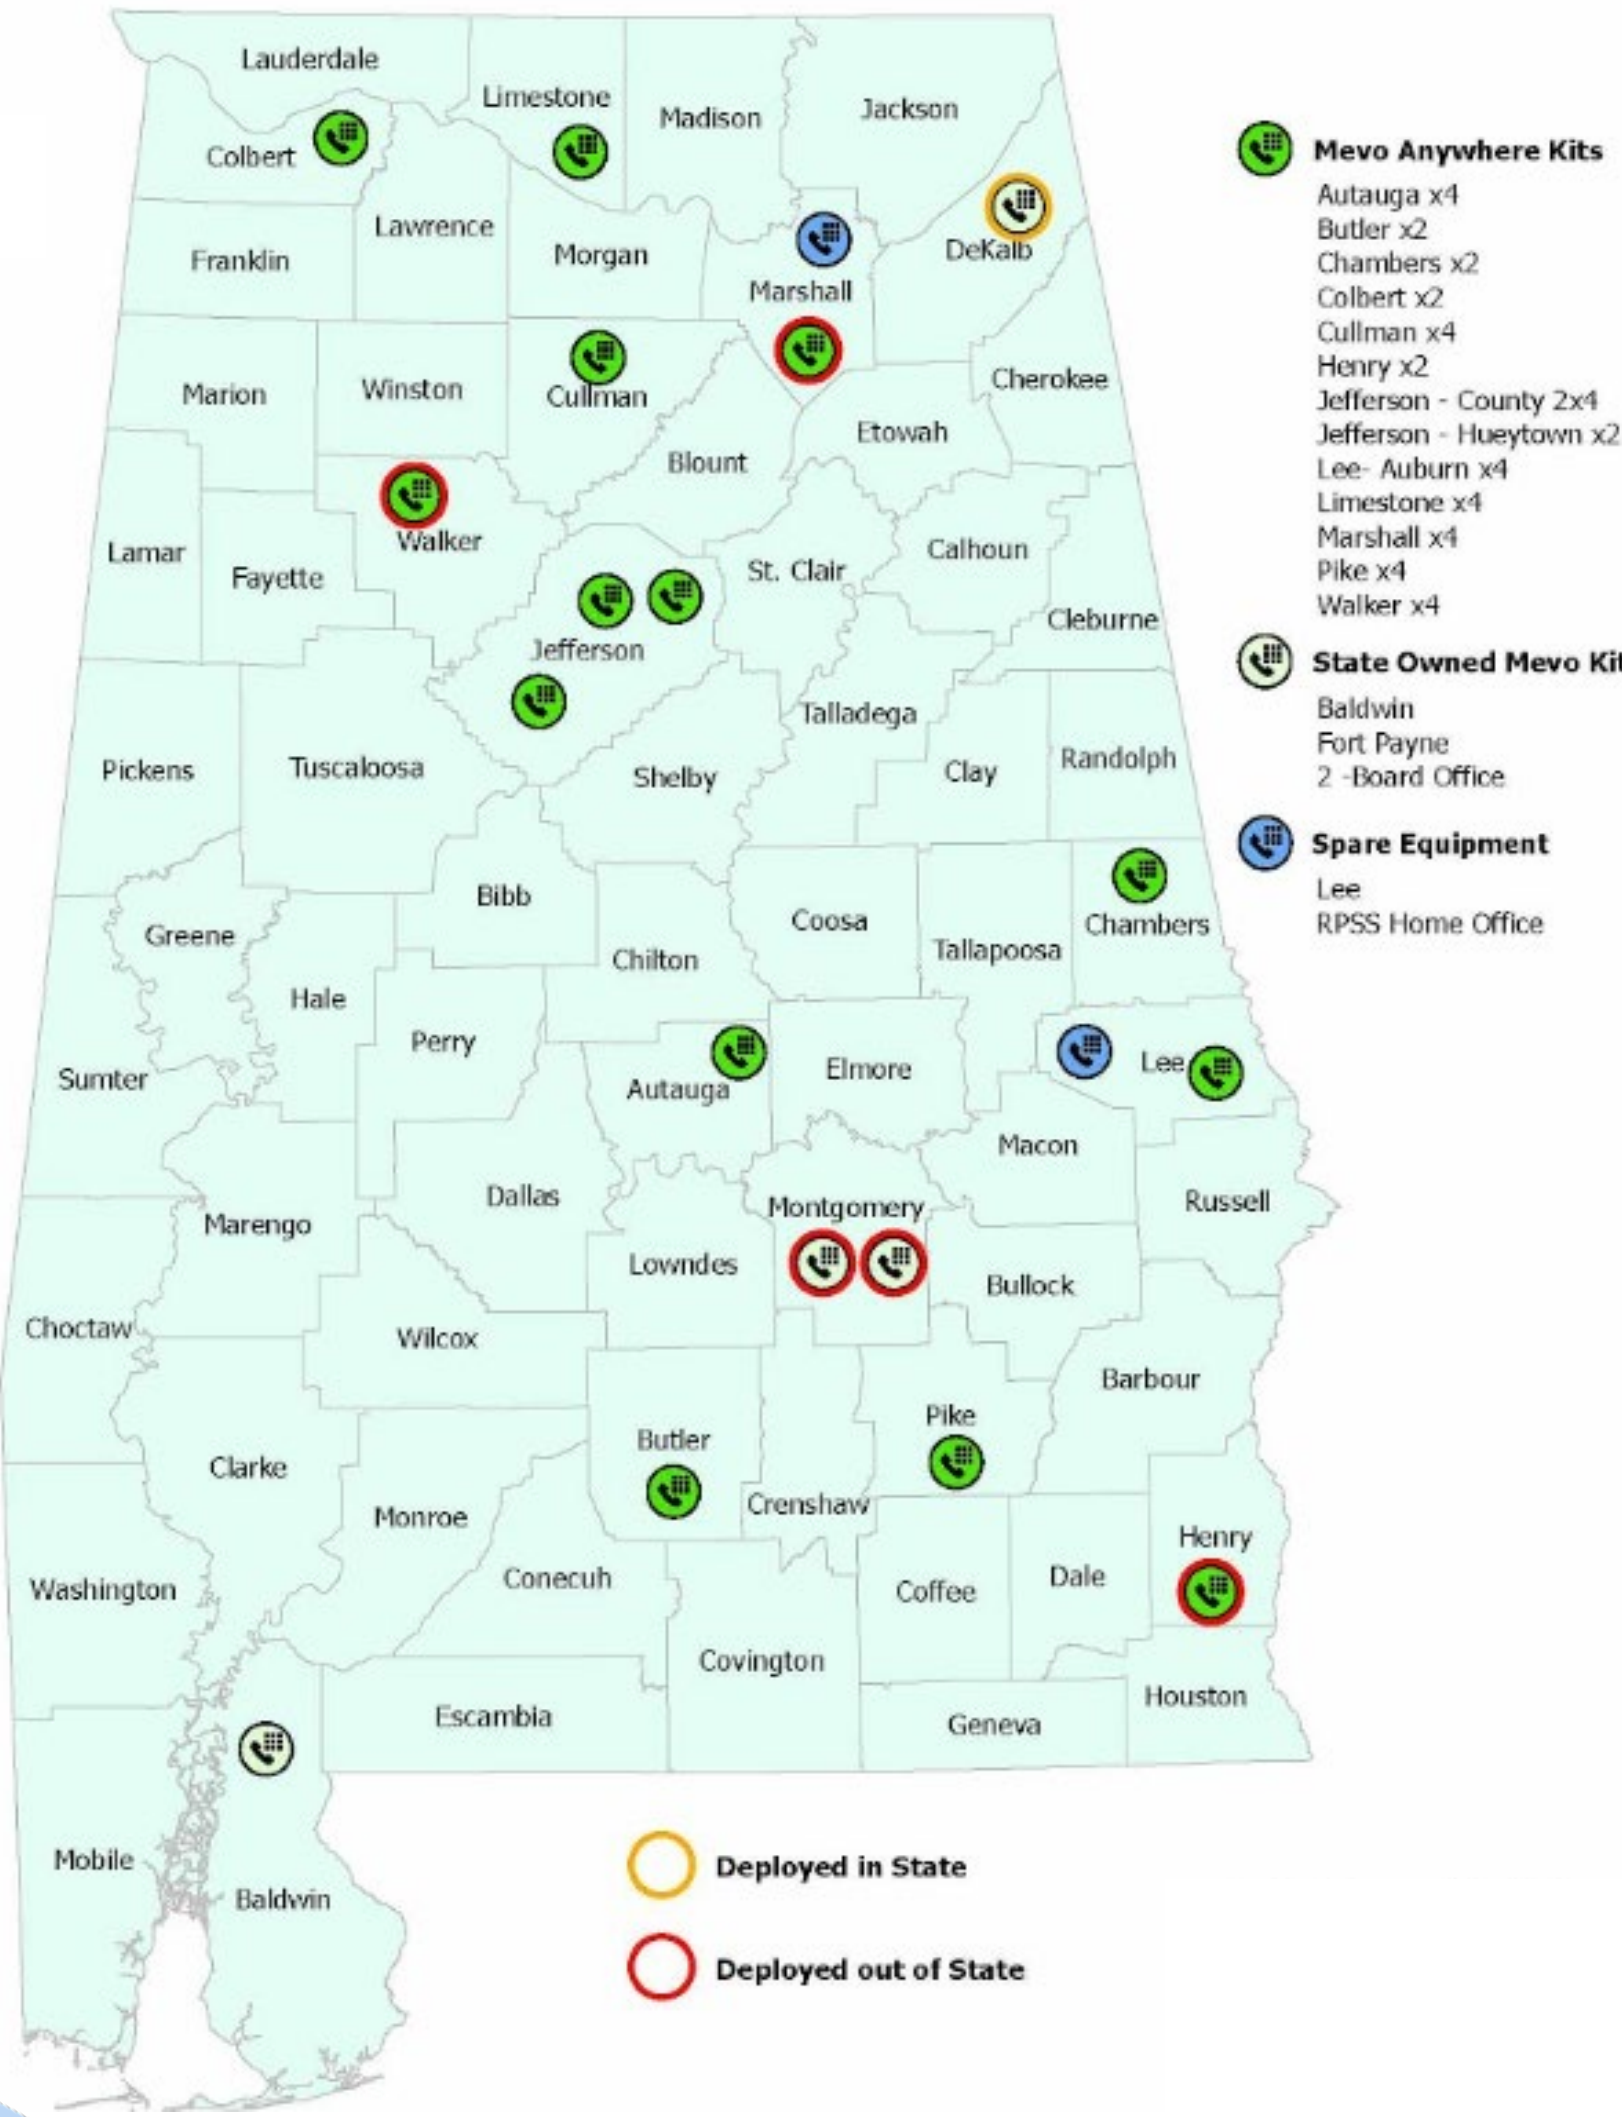 Lauderdale
Limestone
Madison
Jackson
Colbert
Lawrence
Franklin
Morgan
DeKalb
Marshall
Cherokee
Marion
Winston
Cullman
Etowah
Blount
Walker
Lamar
Fayette
St. Clair
Calhoun
Cleburne
Jefferson
Talladega
Pickens
Tuscaloosa
Shelby
Clay
Randolph
Bibb
Greene
Coosa
Chambers
Tallapoosa
Chilton
Hale
Perry
Sumter
Autauga
Elmore
Lee
Macon
Dallas
Montgomery
Russell
Marengo
Lowndes
Bullock
Choctaw
Wilcox
Barbour
Pike
Butler
Clarke
Crenshaw
Monroe
Henry
Washington
Conecuh
Coffee
Dale
Covington
Escambia
Geneva
Houston
Mobile
Baldwin
Mevo Anywhere Kits
Autauga x4
Butler x2
Chambers x2
Colbert x2
Cullman x4
Henry x2
Jefferson - County 2x4
Jefferson - Hueytown x2
Lee- Auburn x4
Limestone x4
Marshall x4
Pike x4
Walker x4
State Owned Mevo Kit
Baldwin
Fort Payne
2 -Board Office
Spare Equipment
Lee
RPSS Home Office
Deployed in State
Deployed out of State